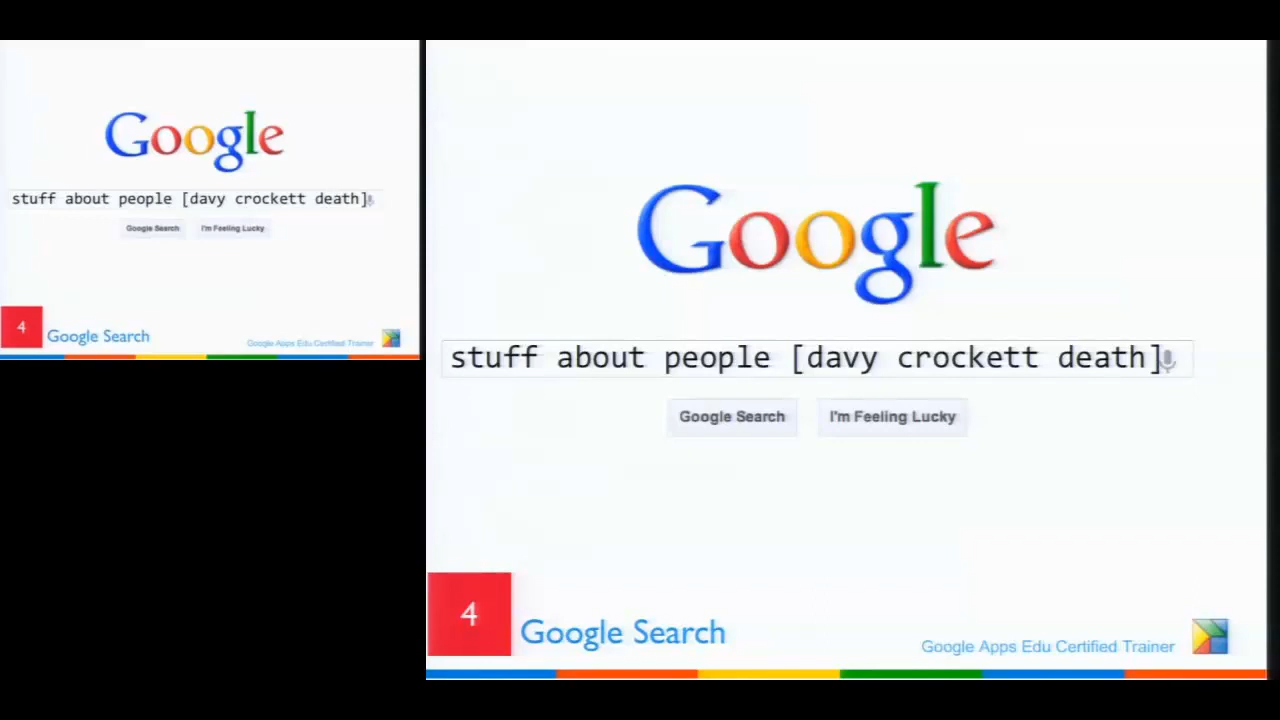 Google
stuff about people [davy crockett death]
Google Search I'm Feeling Lucky
4 Google Search
Google Apps Edu Certified Trainer
Google
stuff about people [davy crockett death]
Google Search I'm Feeling Lucky
4 Google Search
Google Apps Edu Certified Trainer